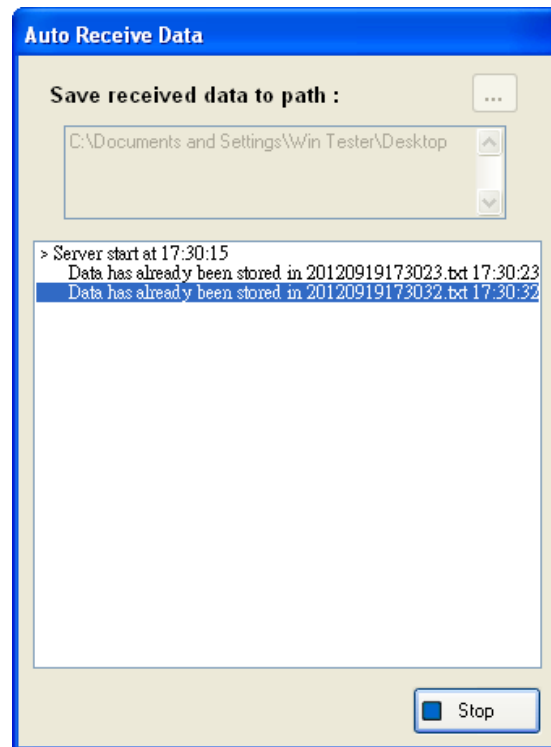 Auto Receive Data
Save received data to path :
...
C:\Documents and Settings\Win Tester\Desktop
> Server start at 17:30:15
Data has already been stored in 20120919173023.txt 17:30:23
Data has already been stored in 20120919173032.txt 17:30:32
Stop